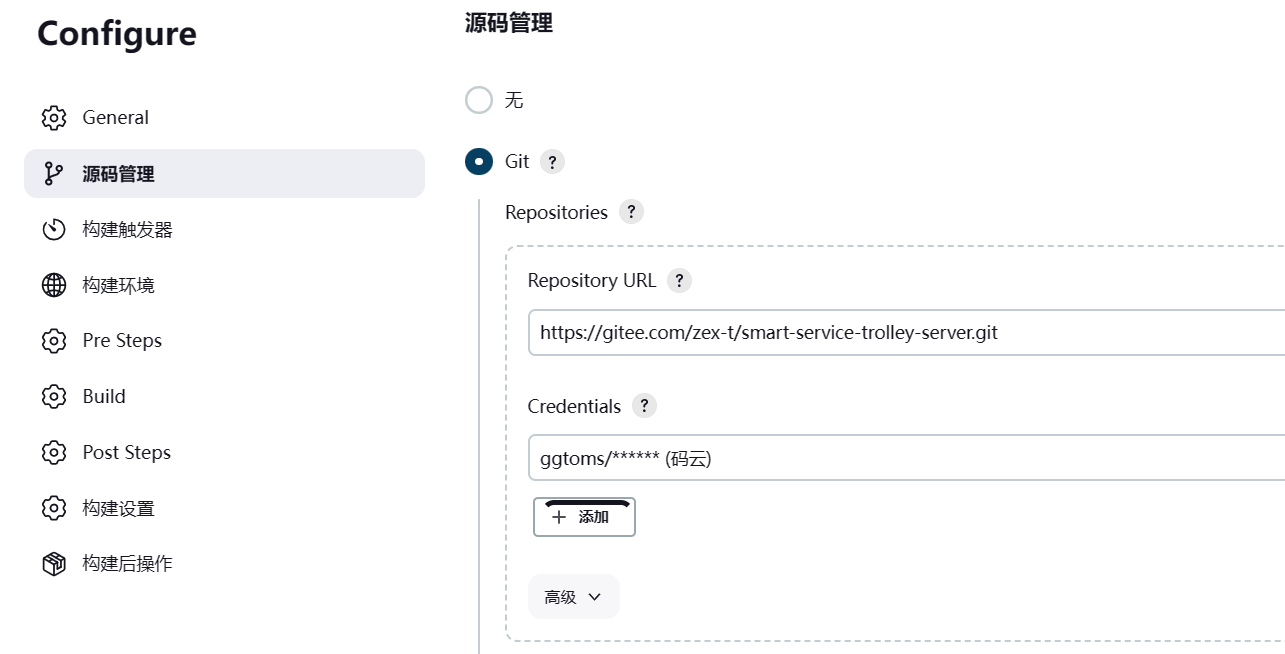 Configure
General
源码管理
构建触发器
构建环境
Pre Steps
Build
Post Steps
构建设置
构建后操作
源码管理
无
Git ?
Repositories ?
Repository URL ?
https://gitee.com/zex-t/smart-service-trolley-server.git
Credentials ?
ggtoms/****** (码云)
+ 添加
高级